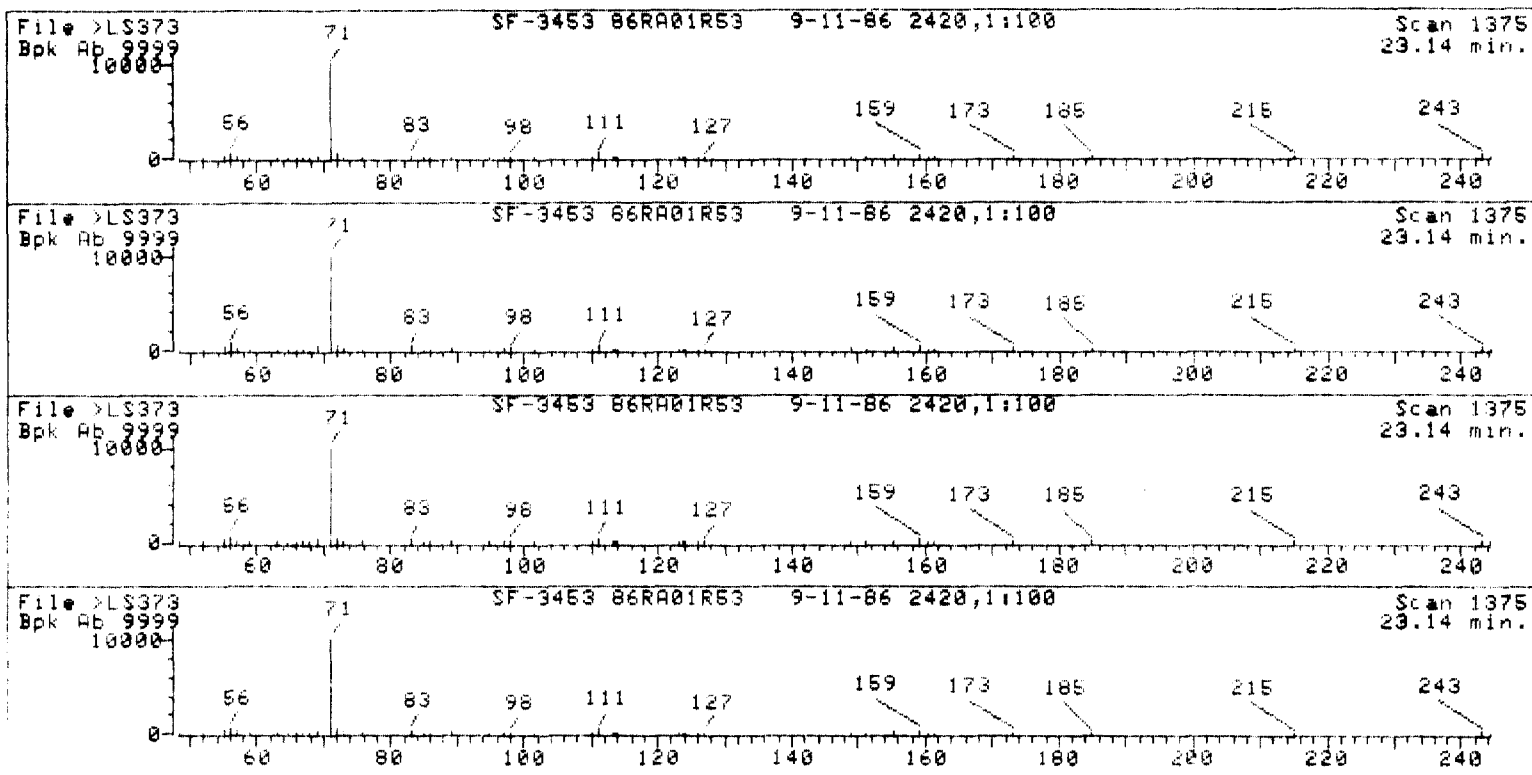 File >LS373 SF-3453 86RA01R53 9-11-86 2420,1:100 Scan 1375
Bpk Ab 9999 23.14 min.
10000
71
56 83 98 111 127 159 173 185 215 243
0
60 80 100 120 140 160 180 200 220 240
File >LS373 SF-3453 86RA01R53 9-11-86 2420,1:100 Scan 1375
Bpk Ab 9999 23.14 min.
10000
71
56 83 98 111 127 159 173 185 215 243
0
60 80 100 120 140 160 180 200 220 240
File >LS373 SF-3453 86RA01R53 9-11-86 2420,1:100 Scan 1375
Bpk Ab 9999 23.14 min.
10000
71
56 83 98 111 127 159 173 185 215 243
0
60 80 100 120 140 160 180 200 220 240
File >LS373 SF-3453 86RA01R53 9-11-86 2420,1:100 Scan 1375
Bpk Ab 9999 23.14 min.
10000
71
56 83 98 111 127 159 173 185 215 243
0
60 80 100 120 140 160 180 200 220 240